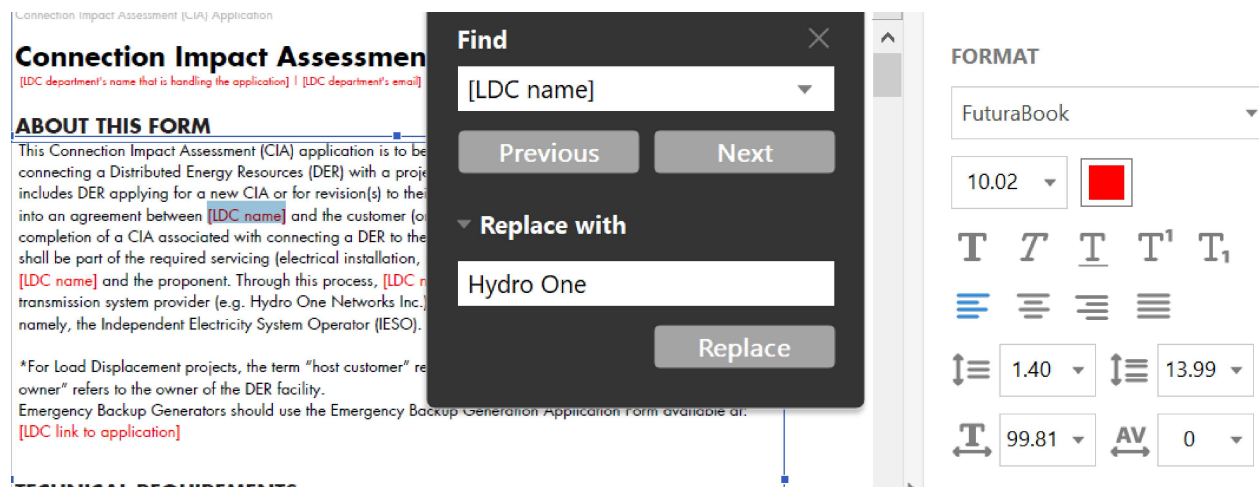 Connection Impact Assessment (CIA) Application
Connection Impact Assessmen
[LDC department's name that is handling the application] | [LDC department's email]
ABOUT THIS FORM
This Connection Impact Assessment (CIA) application is to be
connecting a Distributed Energy Resources (DER) with a proje
includes DER applying for a new CIA or for revision(s) to thei
into an agreement between [LDC name] and the customer (o
completion of a CIA associated with connecting a DER to the
shall be part of the required servicing (electrical installation,
[LDC name] and the proponent. Through this process, [LDC n
transmission system provider (e.g. Hydro One Networks Inc.)
namely, the Independent Electricity System Operator (IESO).
*For Load Displacement projects, the term "host customer" re
owner" refers to the owner of the DER facility.
Emergency Backup Generators should use the Emergency Backup Generation Application Form available at:
[LDC link to application]
TECHNICAL REQUIREMENTS
Find
[LDC name]
Previous
Next
Replace with
Hydro One
Replace
FORMAT
FuturaBook
10.02
T T T T1 T1
1.40
13.99
T 99.81
AV 0